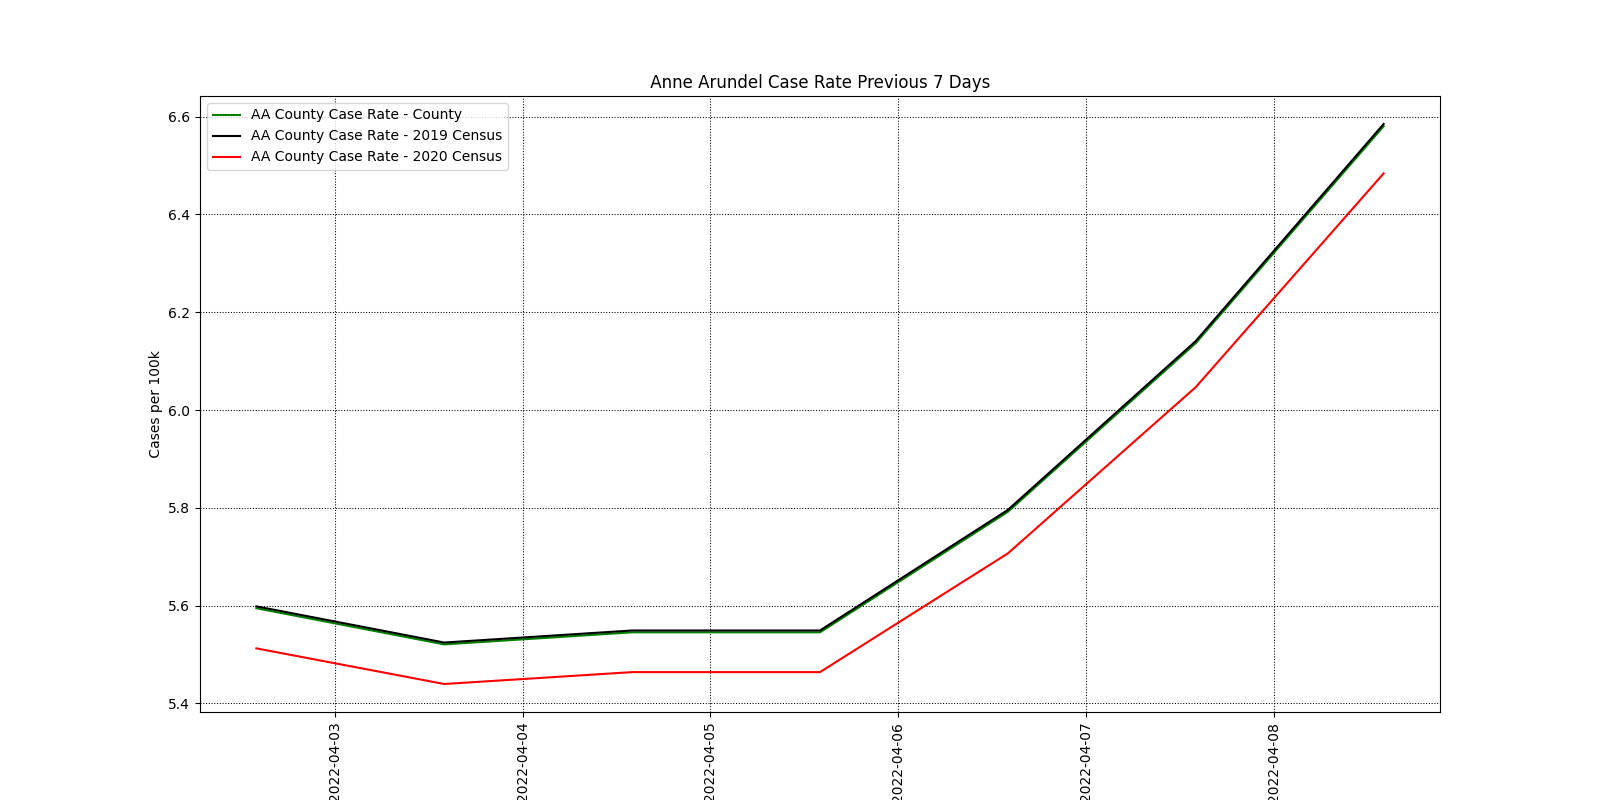 Anne Arundel Case Rate Previous 7 Days
AA County Case Rate - County
AA County Case Rate - 2019 Census
AA County Case Rate - 2020 Census
6.6
6.4
6.2
6.0
5.8
5.6
5.4
Cases per 100k
2022-04-03
2022-04-04
2022-04-05
2022-04-06
2022-04-07
2022-04-08